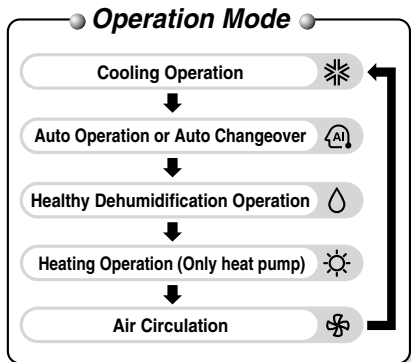 Operation Mode
Cooling Operation
Auto Operation or Auto Changeover
AI
Healthy Dehumidification Operation
Heating Operation (Only heat pump)
Air Circulation